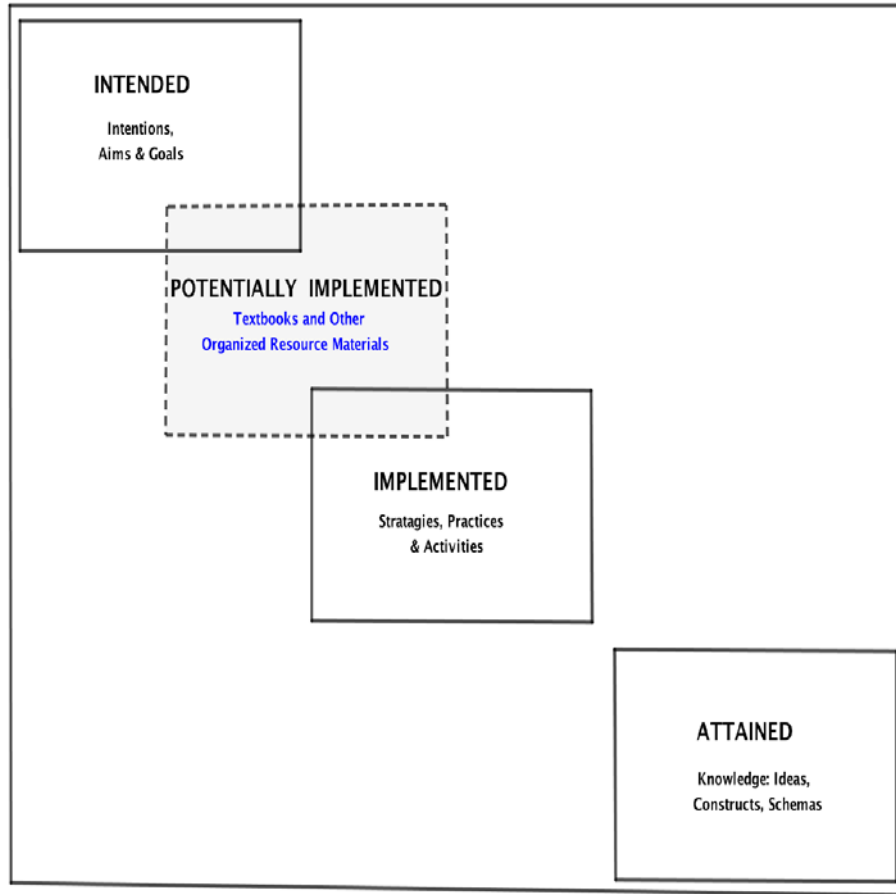 INTENDED
Intentions,
Aims & Goals
POTENTIALLY IMPLEMENTED
Textbooks and Other
Organized Resource Materials
IMPLEMENTED
Stratagies, Practices
& Activities
ATTAINED
Knowledge: Ideas,
Constructs, Schemas